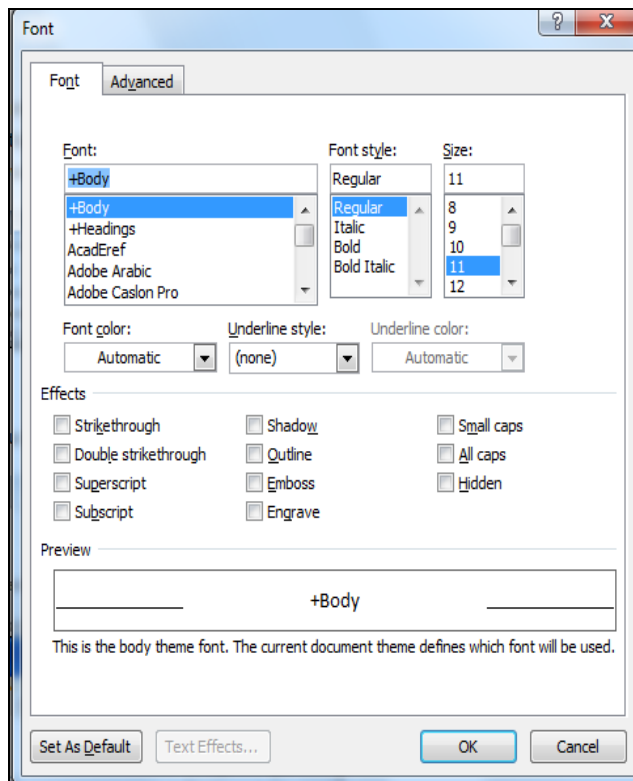 Font
Font Advanced
Font: Font style: Size:
+Body Regular 11
+Body Regular 8
+Headings Italic 9
AcadEref Bold 10
Adobe Arabic Bold Italic 11
Adobe Caslon Pro 12
Font color: Underline style: Underline color:
Automatic (none) Automatic
Effects
Strikethrough Shadow Small caps
Double strikethrough Outline All caps
Superscript Emboss Hidden
Subscript Engrave
Preview
+Body
This is the body theme font. The current document theme defines which font will be used.
Set As Default Text Effects... OK Cancel